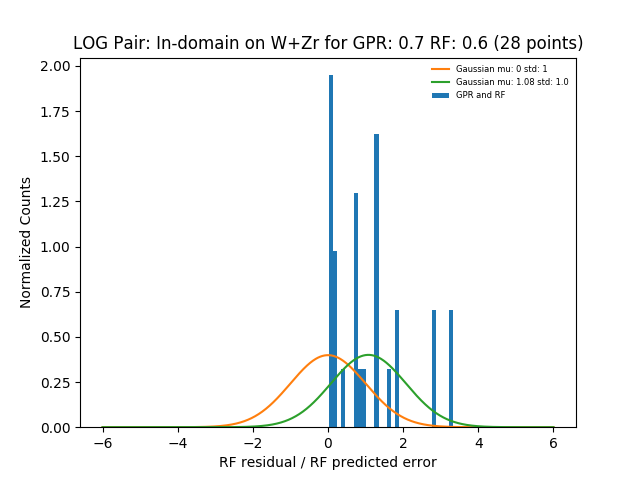 LOG Pair: In-domain on W+Zr for GPR: 0.7 RF: 0.6 (28 points)
Gaussian mu: 0 std: 1
Gaussian mu: 1.08 std: 1.0
GPR and RF
Normalized Counts
2.00
1.75
1.50
1.25
1.00
0.75
0.50
0.25
0.00
−6 −4 −2 0 2 4 6
RF residual / RF predicted error